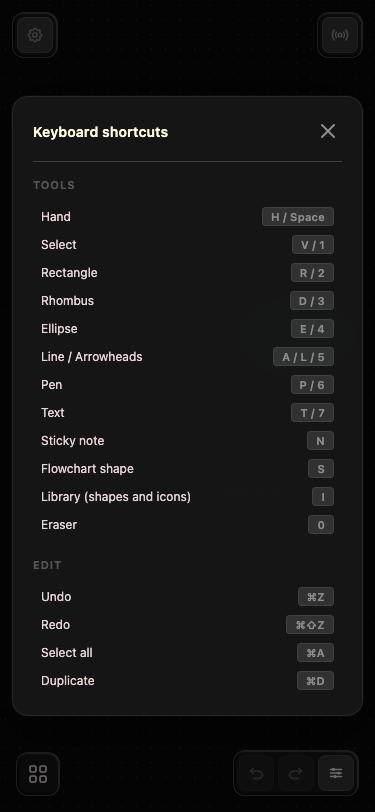 Keyboard shortcuts
TOOLS
Hand H / Space
Select V / 1
Rectangle R / 2
Rhombus D / 3
Ellipse E / 4
Line / Arrowheads A / L / 5
Pen P / 6
Text T / 7
Sticky note N
Flowchart shape S
Library (shapes and icons) I
Eraser 0
EDIT
Undo ⌘Z
Redo ⌘⇧Z
Select all ⌘A
Duplicate ⌘D